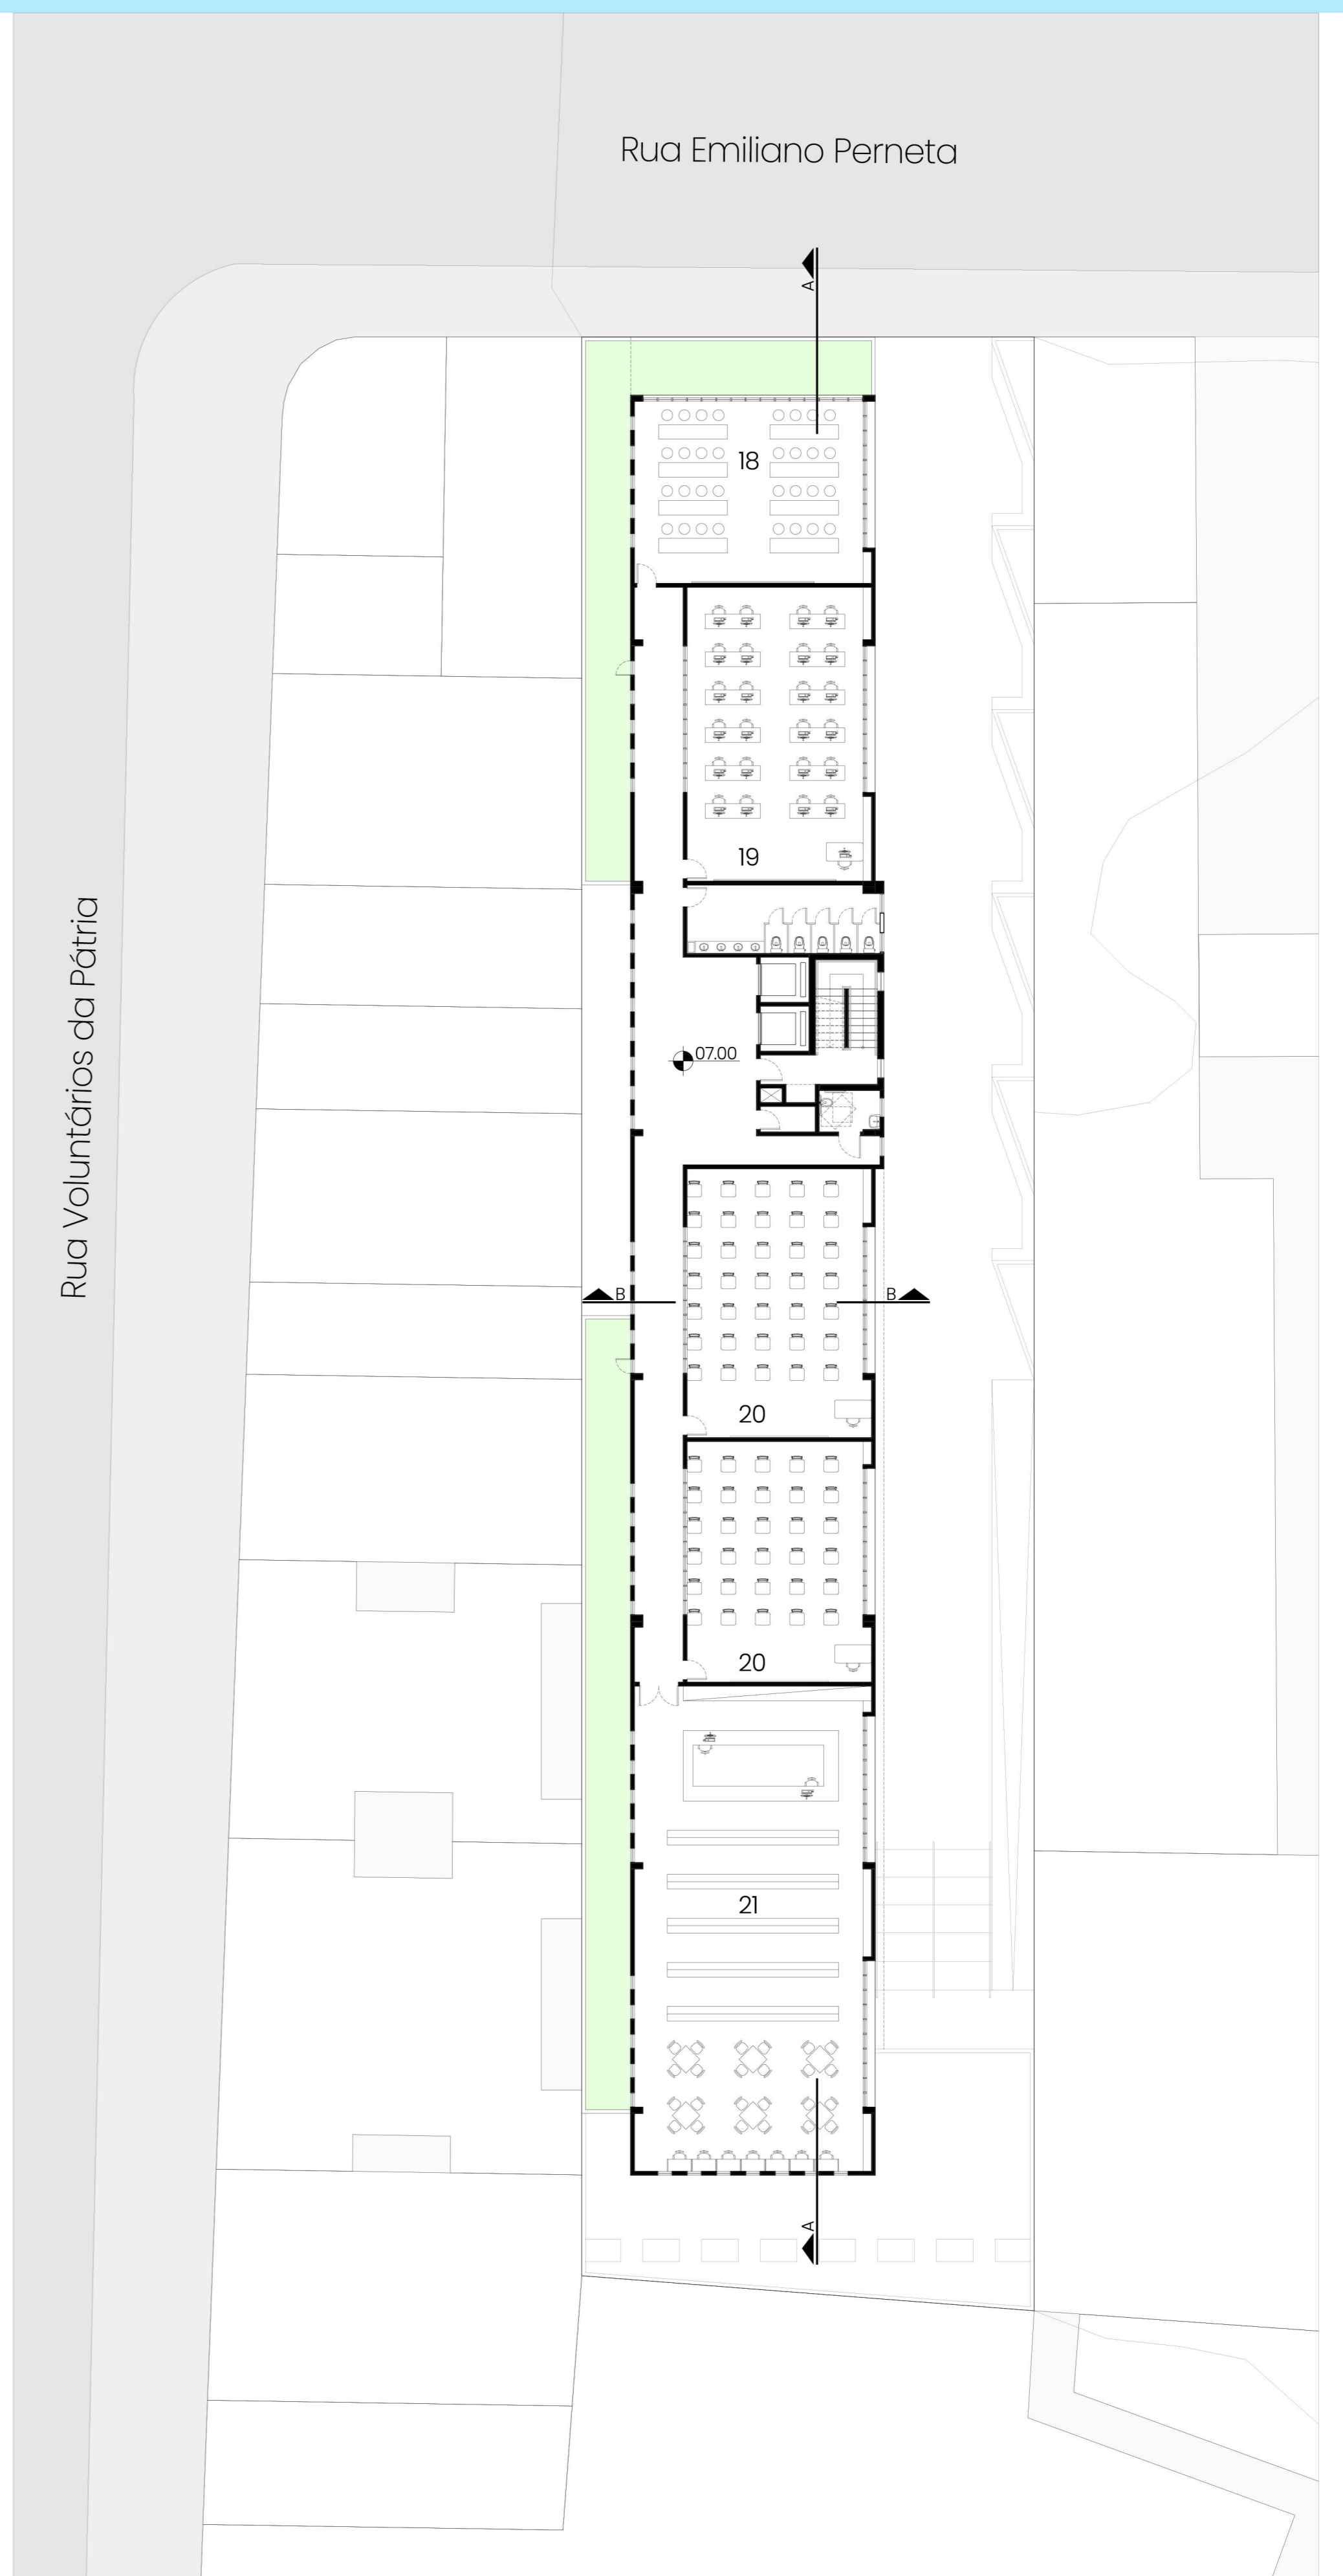 Rua Emiliano Perneta
A
18
19
Rua Voluntários da Pátria
07.00
B
B
20
20
21
A